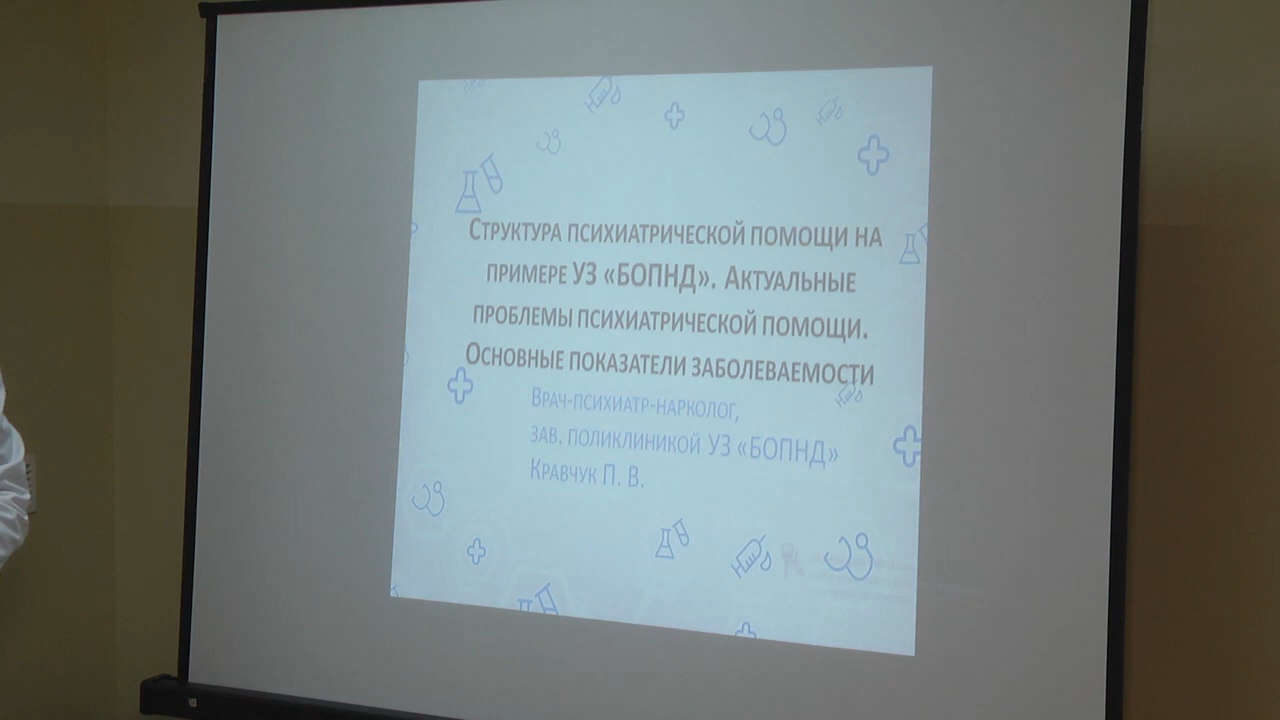 Структура психиатрической помощи на
примере УЗ «БОПНД». Актуальные
проблемы психиатрической помощи.
Основные показатели заболеваемости
Врач-психиатр-нарколог,
зав. поликлиникой УЗ «БОПНД»
Кравчук П. В.